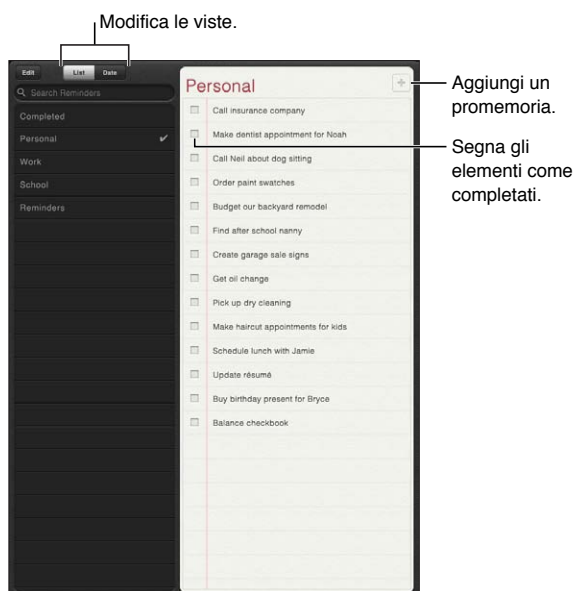 Modifica le viste.
Edit List Date
Search Reminders
Completed
Personal
Work
School
Reminders
Personal
Call insurance company
Make dentist appointment for Noah
Call Neil about dog sitting
Order paint swatches
Budget our backyard remodel
Find after school nanny
Create garage sale signs
Get oil change
Pick up dry cleaning
Make haircut appointments for kids
Schedule lunch with Jamie
Update résumé
Buy birthday present for Bryce
Balance checkbook
Aggiungi un
promemoria.
Segna gli
elementi come
completati.